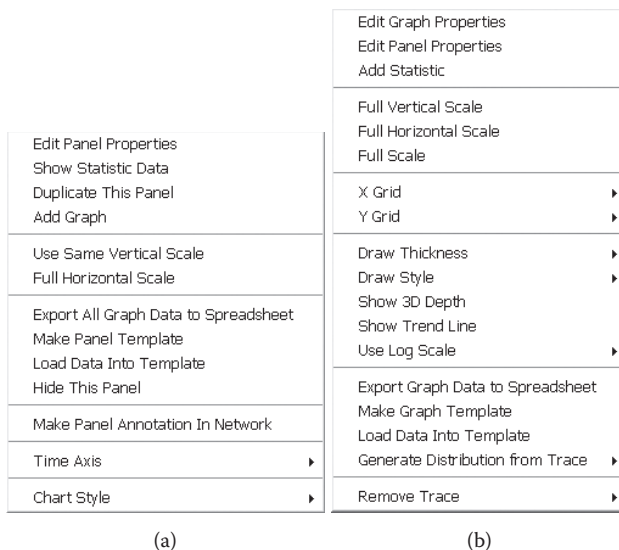 Edit Panel Properties
Show Statistic Data
Duplicate This Panel
Add Graph
Use Same Vertical Scale
Full Horizontal Scale
Export All Graph Data to Spreadsheet
Make Panel Template
Load Data Into Template
Hide This Panel
Make Panel Annotation In Network
Time Axis
Chart Style
(a)
Edit Graph Properties
Edit Panel Properties
Add Statistic
Full Vertical Scale
Full Horizontal Scale
Full Scale
X Grid
Y Grid
Draw Thickness
Draw Style
Show 3D Depth
Show Trend Line
Use Log Scale
Export Graph Data to Spreadsheet
Make Graph Template
Load Data Into Template
Generate Distribution from Trace
Remove Trace
(b)